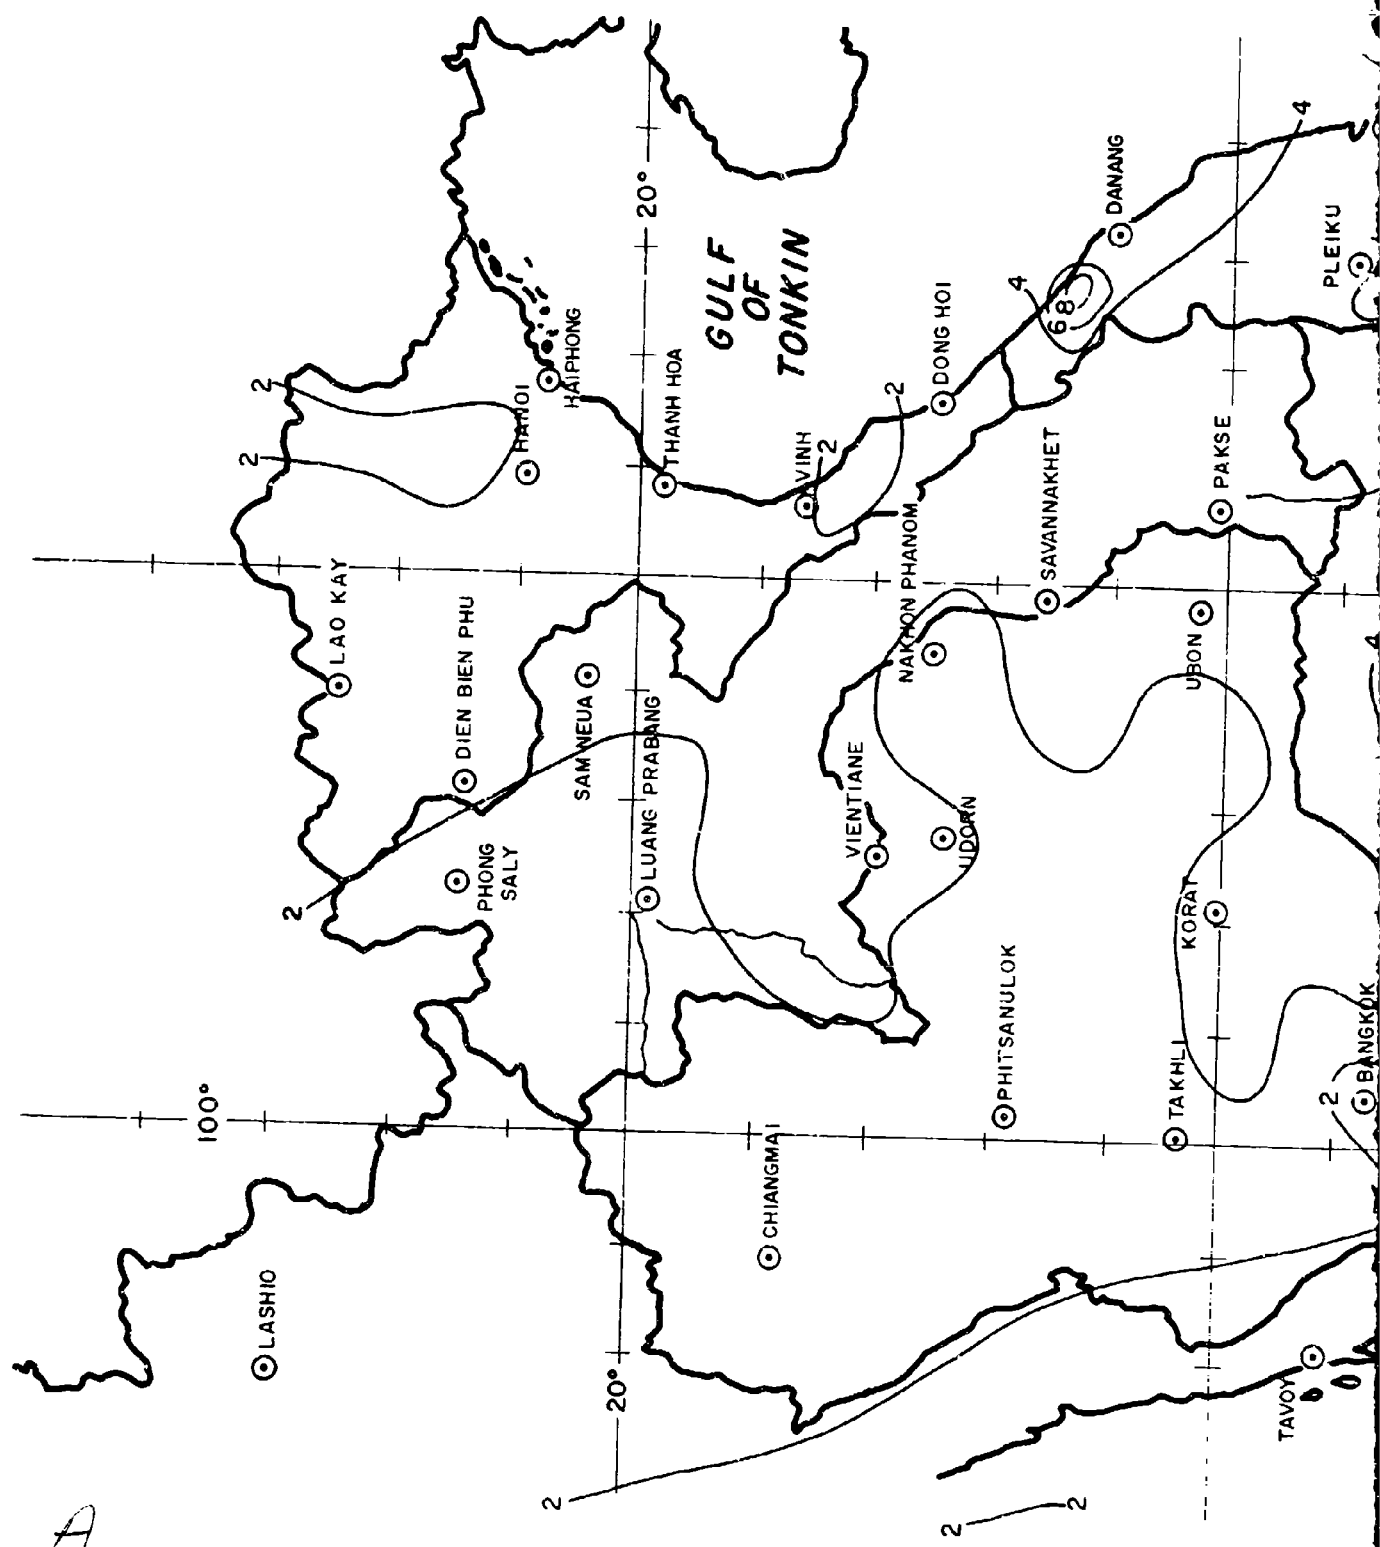 A
100°
20°
20°
GULF
OF
TONKIN
LASHIO
LAO KAY
DIEN BIEN PHU
PHONG
SALY
SAM NEUA
LUANG PRABANG
HANOI
HAIPHONG
THANH HOA
VINH
DONG HOI
DANANG
PLEIKU
NAKHON PHANOM
SAVANNAKHET
PAKSE
UBON
VIENTIANE
UDORN
KORAT
PHITSANULOK
TAKHLI
BANGKOK
CHIANGMAI
TAVOY
2
2
2
2
2
2
2
2
2
4
4
4
6
8